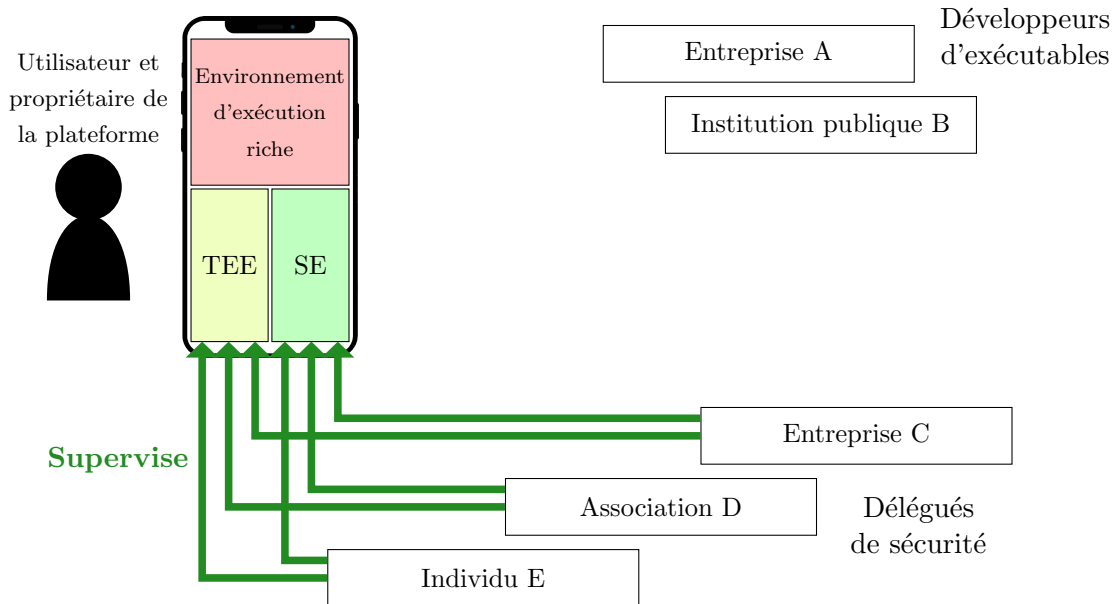 Utilisateur et
propriétaire de
la plateforme
Environnement
d'exécution
riche
TEE
SE
Entreprise A
Institution publique B
Développeurs
d'exécutables
Supervise
Entreprise C
Association D
Individu E
Délégués
de sécurité